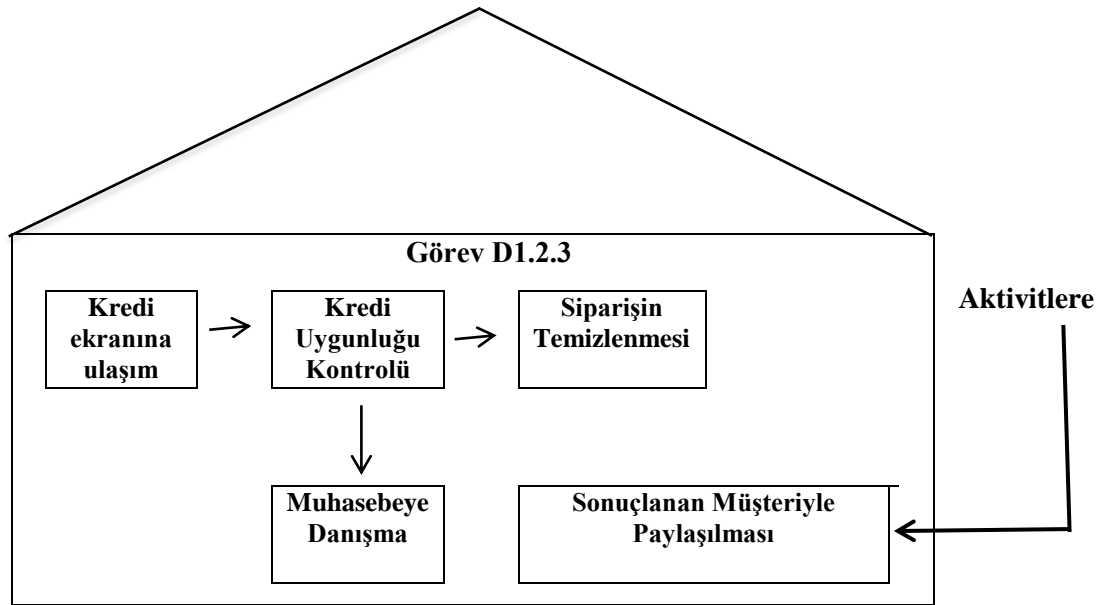 Görev D1.2.3
Kredi
ekranına
ulaşım
Kredi
Uygunluğu
Kontrolü
Siparişin
Temizlenmesi
Aktivitlere
Muhasebeye
Danışma
Sonuçlanan Müşteriyle
Paylaşılması